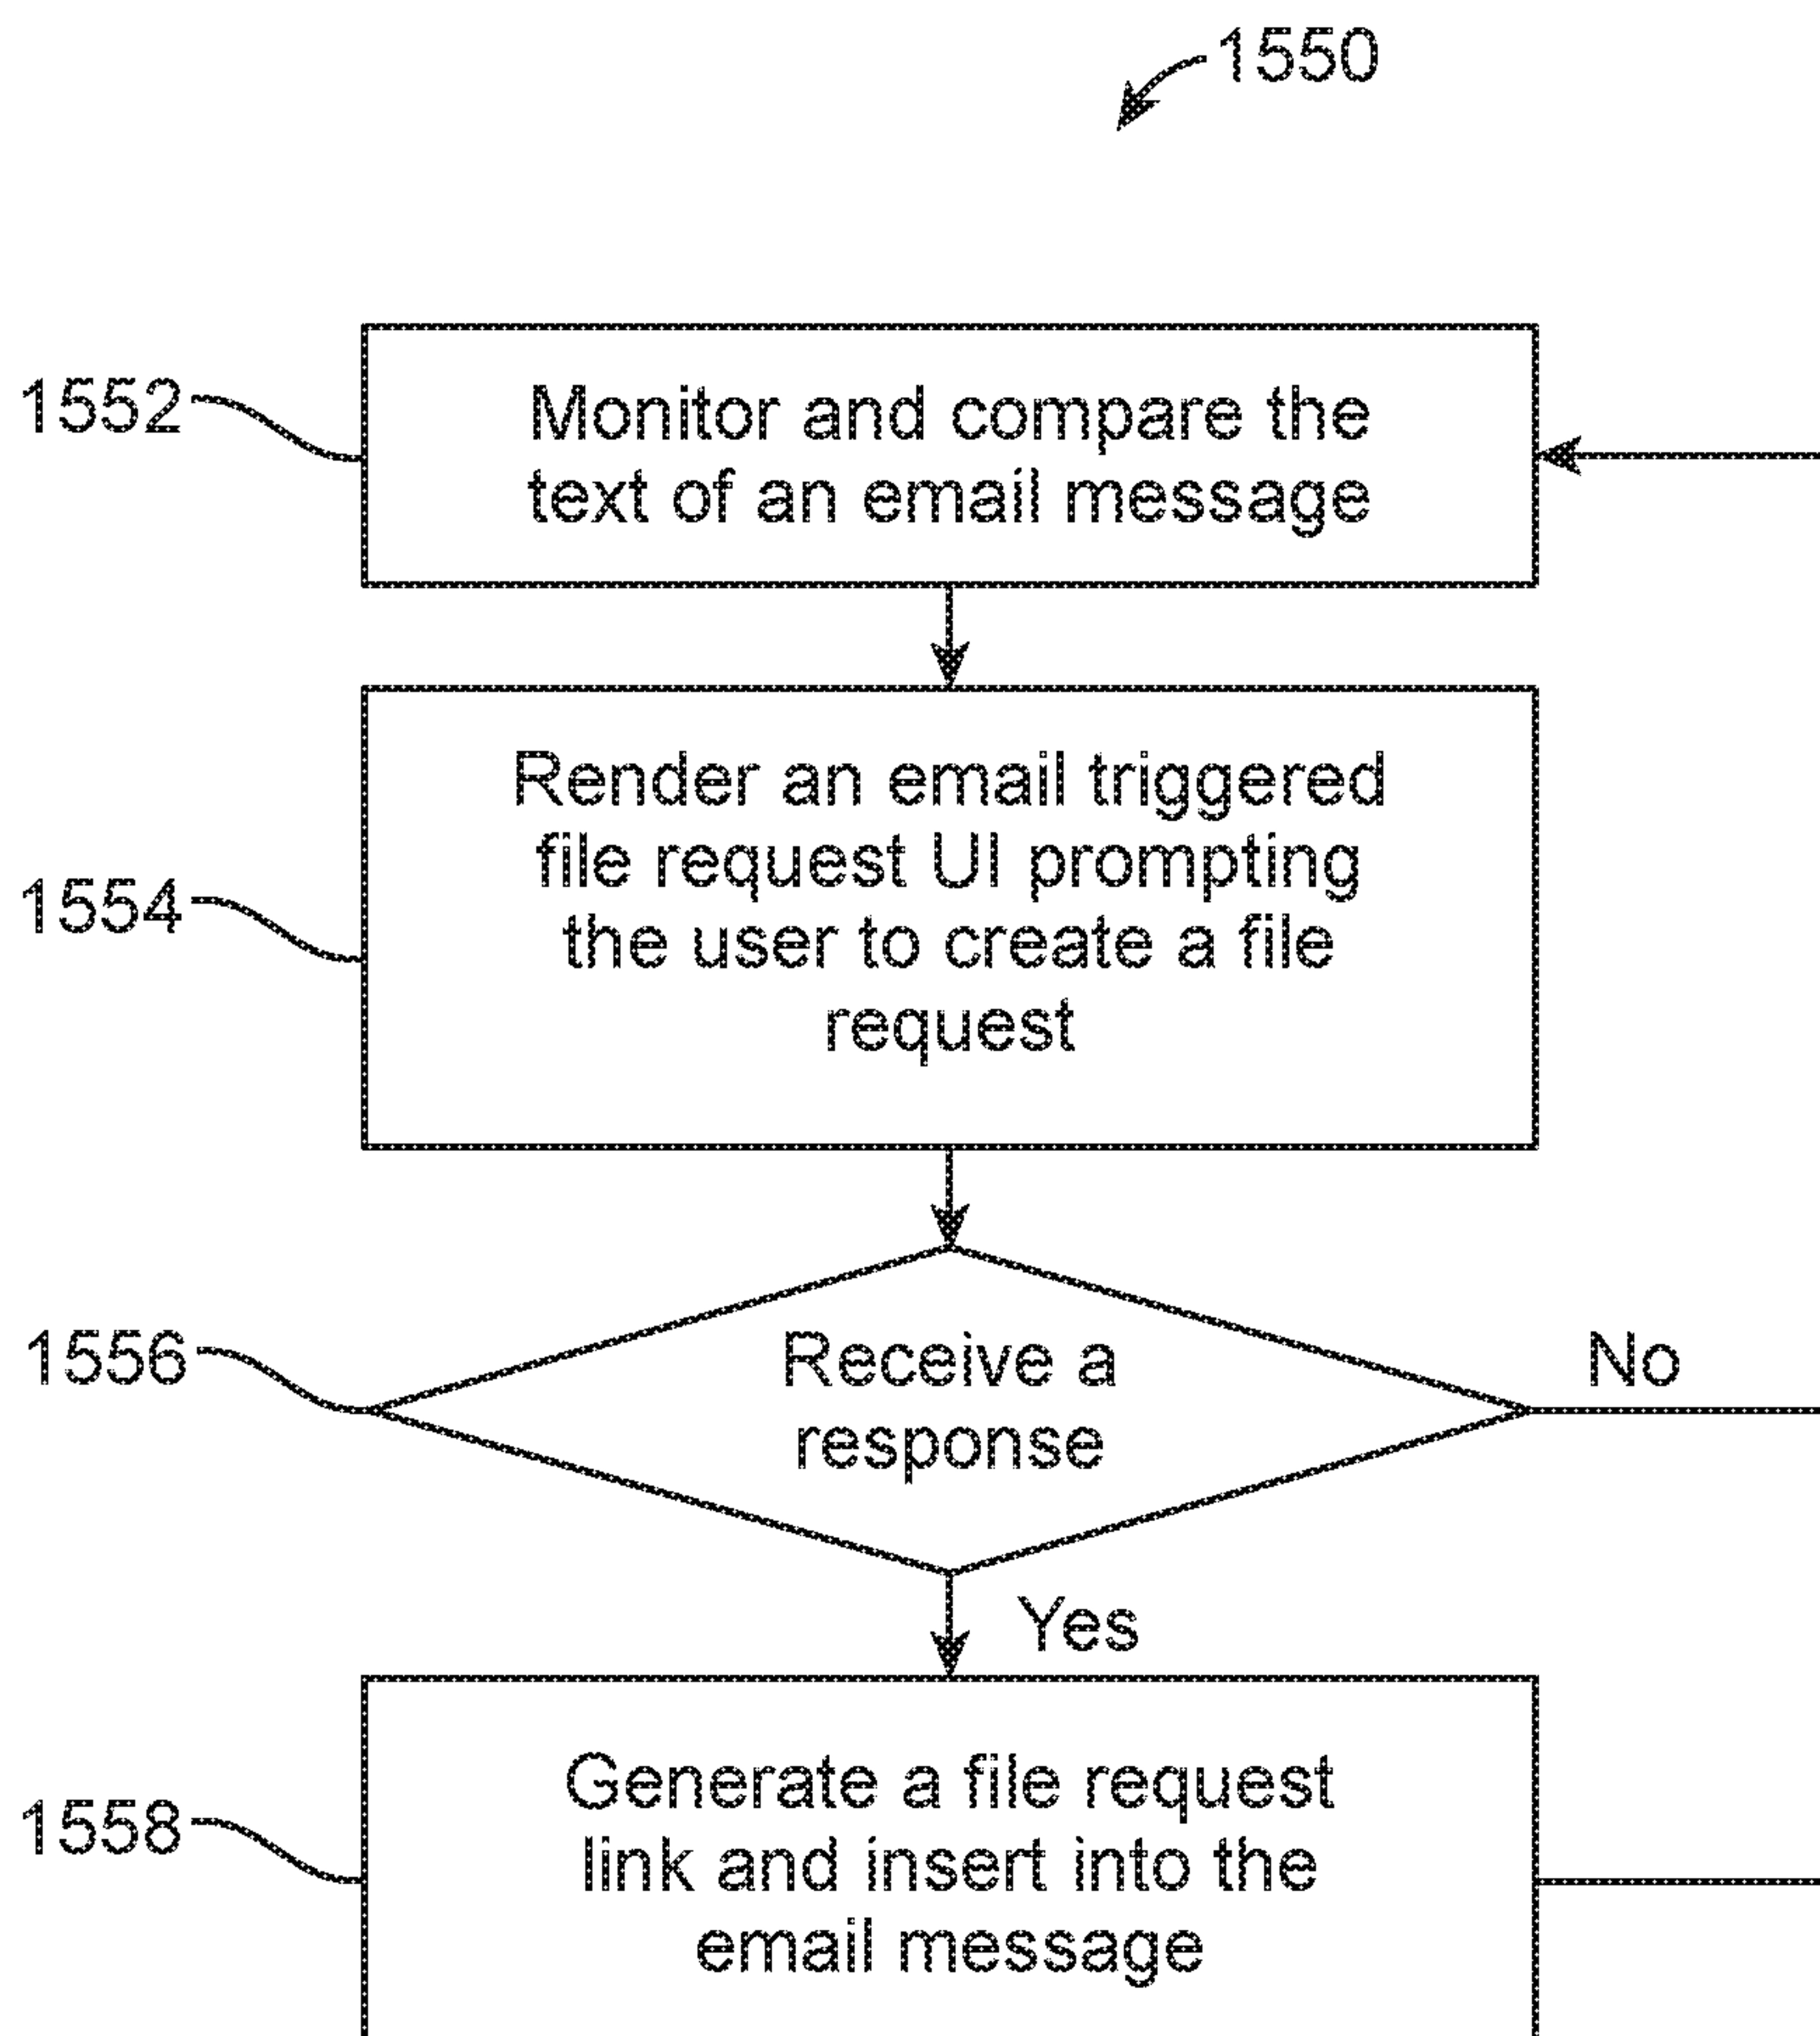 1550
1552
Monitor and compare the
text of an email message
1554
Render an email triggered
file request UI prompting
the user to create a file
request
1556
Receive a
response
No
Yes
1558
Generate a file request
link and insert into the
email message